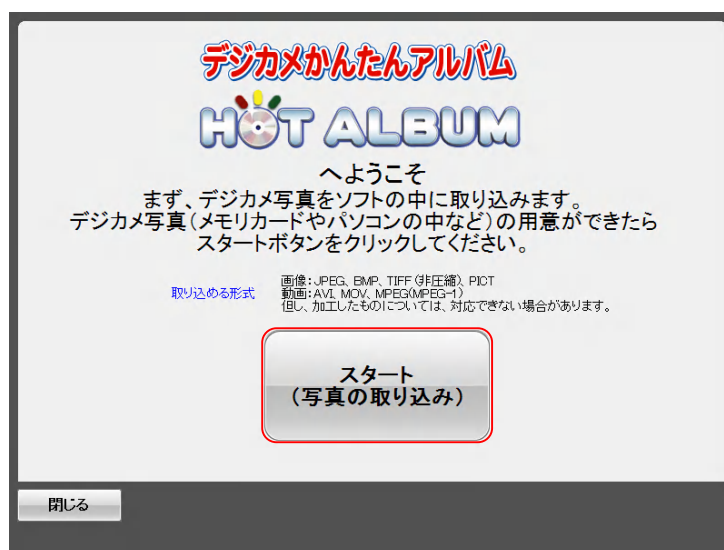 デジカメかんたんアルバム
HOT ALBUM
へようこそ
まず、デジカメ写真をソフトの中に取り込みます。
デジカメ写真(メモリカードやパソコンの中など)の用意ができたら
スタートボタンをクリックしてください。
取り込める形式
画像:JPEG、BMP、TIFF(非圧縮)、PICT
動画:AVI、MOV、MPEG(MPEG-1)
但し、加工したものについては、対応できない場合があります。
スタート
(写真の取り込み)
閉じる